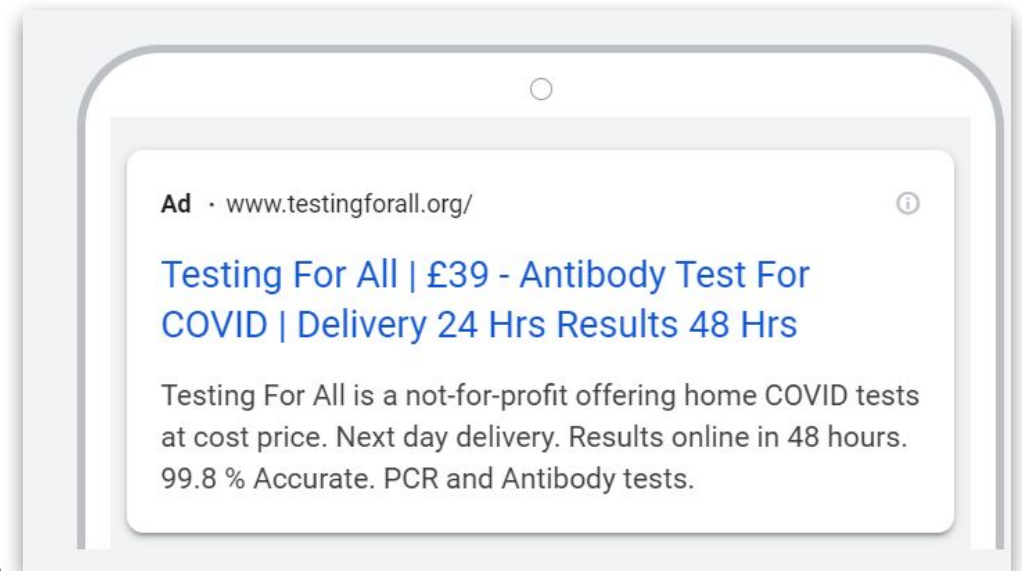 Ad · www.testingforall.org/
Testing For All | £39 - Antibody Test For
COVID | Delivery 24 Hrs Results 48 Hrs
Testing For All is a not-for-profit offering home COVID tests
at cost price. Next day delivery. Results online in 48 hours.
99.8 % Accurate. PCR and Antibody tests.